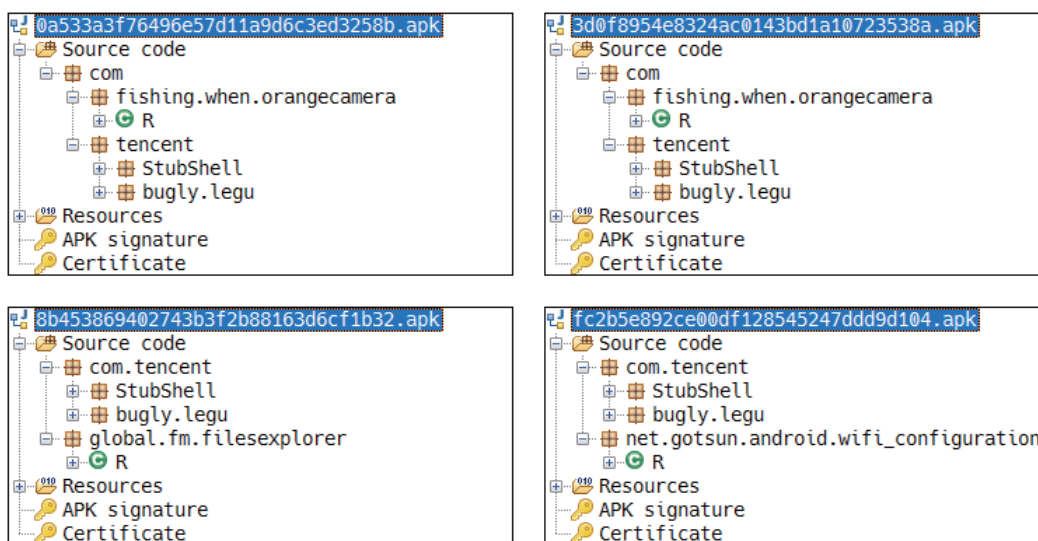 0a533a3f76496e57d11a9d6c3ed3258b.apk
Source code
com
fishing.when.orangecamera
R
tencent
StubShell
bugly.legu
Resources
APK signature
Certificate
3d0f8954e8324ac0143bd1a10723538a.apk
Source code
com
fishing.when.orangecamera
R
tencent
StubShell
bugly.legu
Resources
APK signature
Certificate
8b453869402743b3f2b88163d6cf1b32.apk
Source code
com.tencent
StubShell
bugly.legu
global.fm.filesexplorer
R
Resources
APK signature
Certificate
fc2b5e892ce00df128545247ddd9d104.apk
Source code
com.tencent
StubShell
bugly.legu
net.gotsun.android.wifi_configuration
R
Resources
APK signature
Certificate